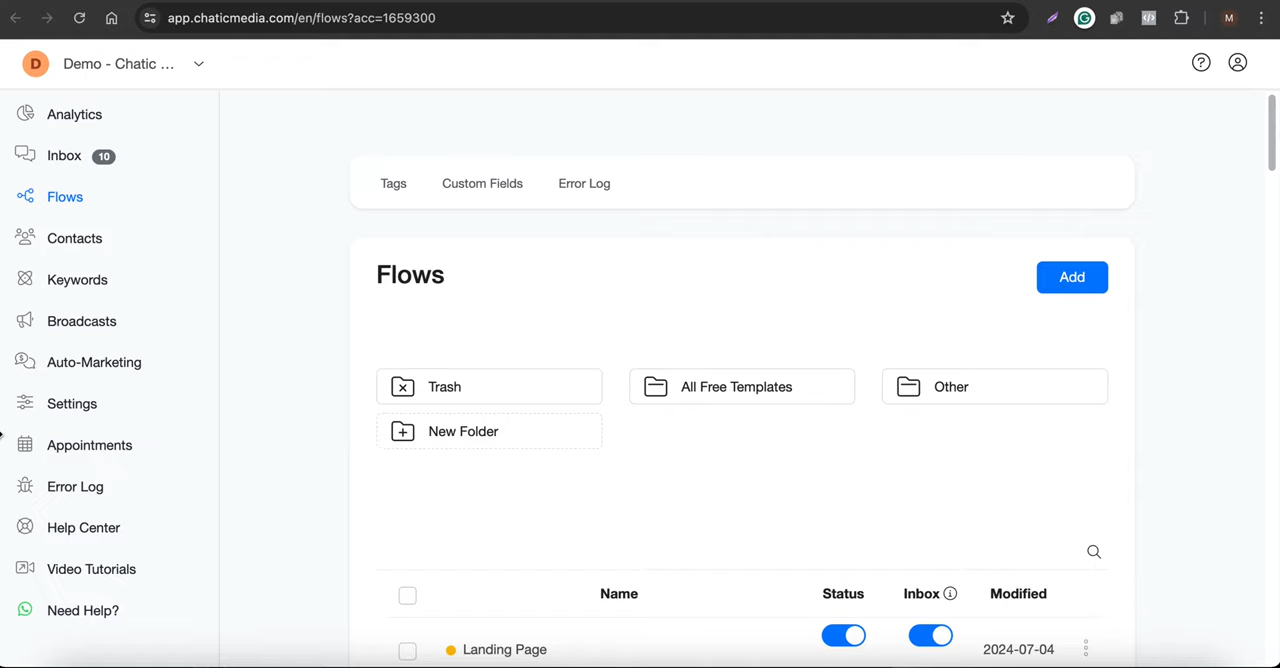 app.chaticmedia.com/en/flows?acc=1659300
M
D
Demo - Chatic ...
Analytics
Inbox 10
Flows
Contacts
Keywords
Broadcasts
Auto-Marketing
Settings
Appointments
Error Log
Help Center
Video Tutorials
Need Help?
Tags Custom Fields Error Log
Flows
Add
Trash
All Free Templates
Other
New Folder
Name Status Inbox Modified
Landing Page 2024-07-04